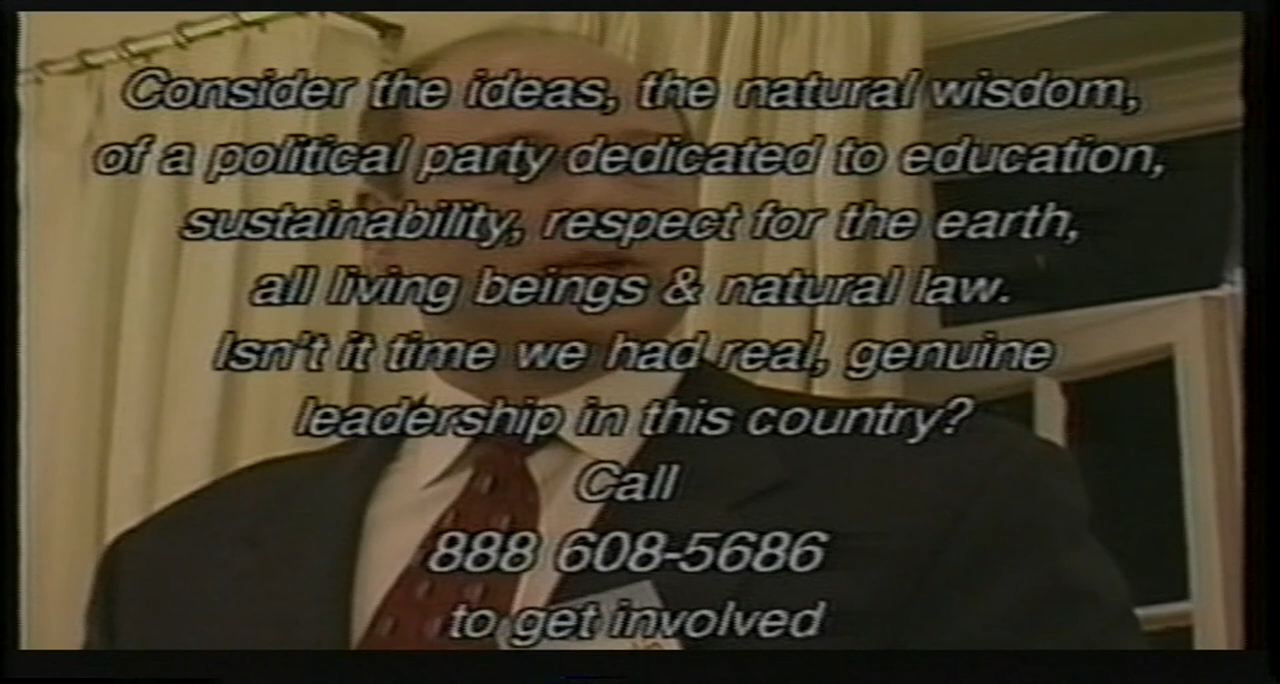 Consider the ideas, the natural wisdom,
of a political party dedicated to education,
sustainability, respect for the earth,
all living beings & natural law.
Isn't it time we had real, genuine
leadership in this country?
Call
888 608-5686
to get involved